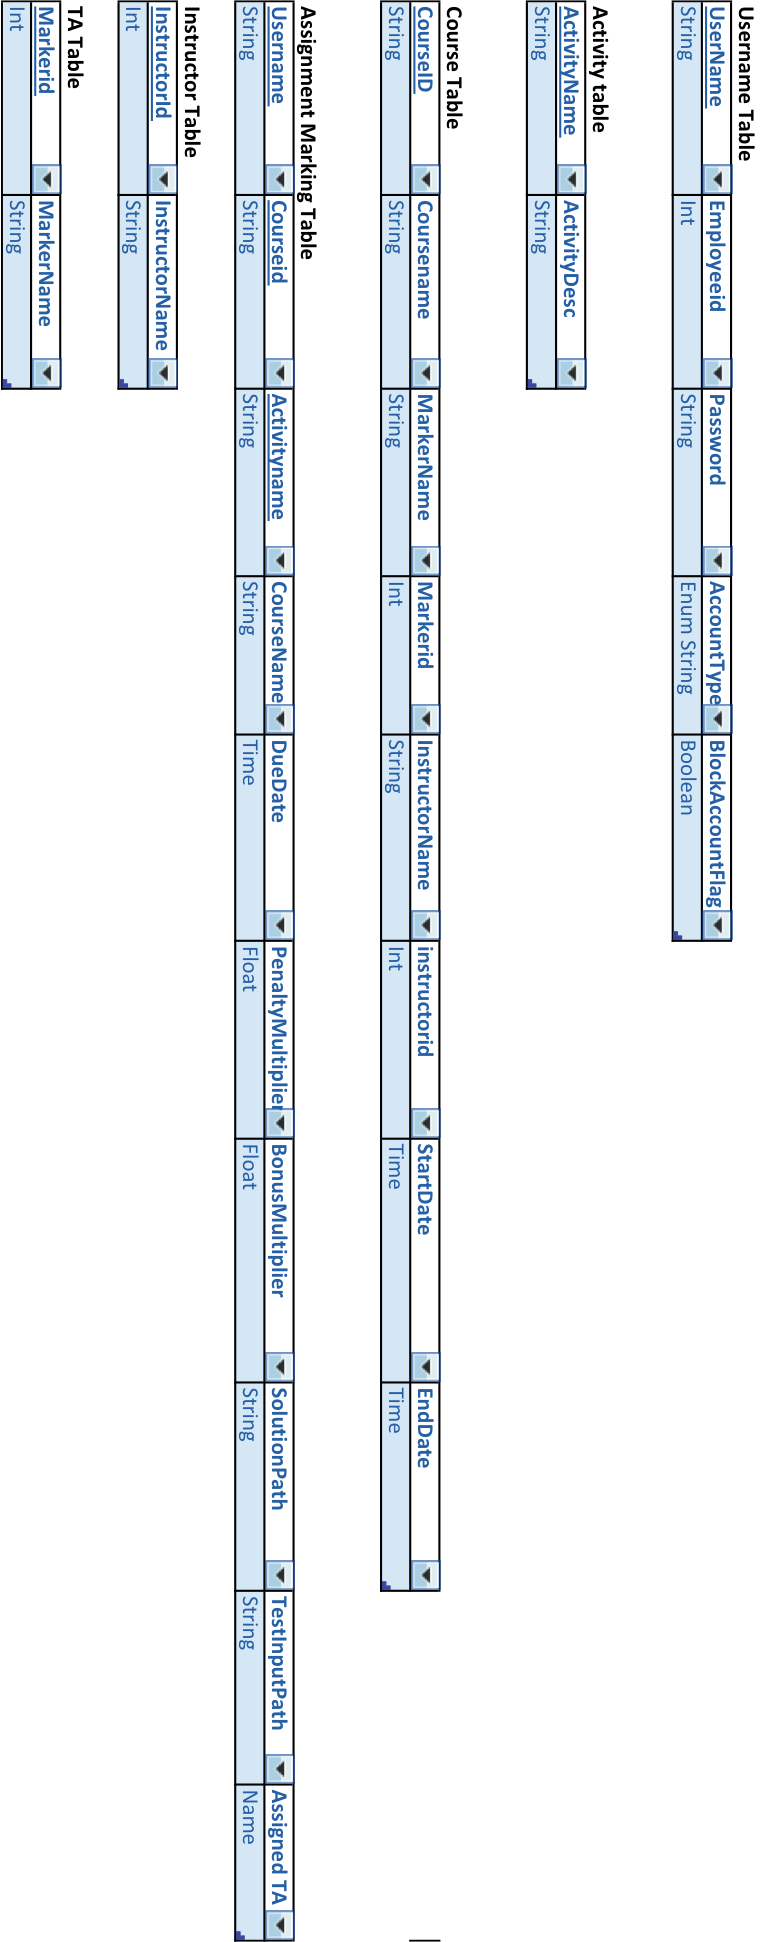 Username Table
UserName Employeeid Password AccountType BlockAccountFlag
String Int String Enum String Boolean
Activity table
ActivityName ActivityDesc
String String
Course Table
CourseID Coursename MarkerName Markerid InstructorName instructorid StartDate EndDate
String String String Int String Int Time Time
Assignment Marking Table
Username Courseid Activityname CourseName DueDate PenaltyMultiplier BonusMultiplier SolutionPath TestInputPath Assigned TA
String String String String Time Float Float String String Name
Instructor Table
InstructorId InstructorName
Int String
TA Table
Markerid MarkerName
Int String